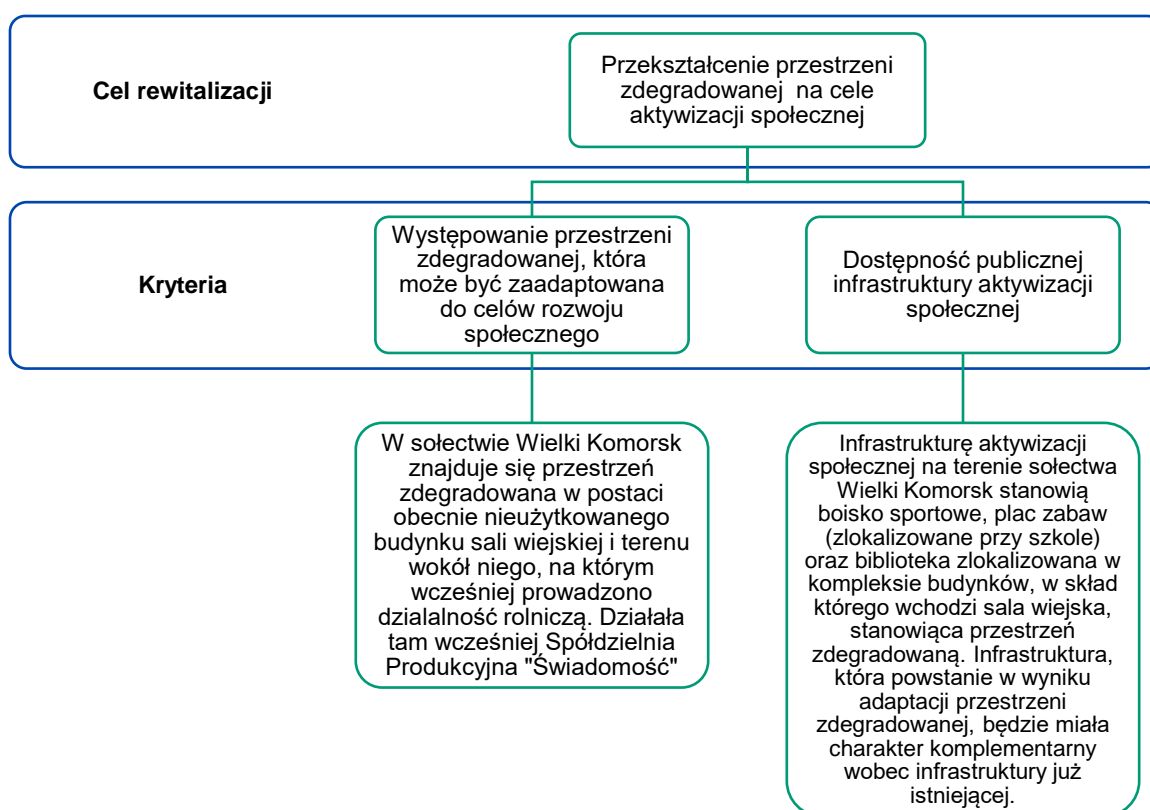 Cel rewitalizacji
Przekształcenie przestrzeni
zdegradowanej na cele
aktywizacji społecznej
Kryteria
Występowanie przestrzeni
zdegradowanej, która
może być zaadaptowana
do celów rozwoju
społecznego
Dostępność publicznej
infrastruktury aktywizacji
społecznej
W sołectwie Wielki Komorsk
znajduje się przestrzeń
zdegradowana w postaci
obecnie nieużytkowanego
budynku sali wiejskiej i terenu
wokół niego, na którym
wcześniej prowadzono
dzialalność rolniczą. Działała
tam wcześniej Spółdzielnia
Produkcyjna "Świadomość"
Infrastrukturę aktywizacji
społecznej na terenie sołectwa
Wielki Komorsk stanowią
boisko sportowe, plac zabaw
(zlokalizowane przy szkole)
oraz biblioteka zlokalizowana w
kompleksie budynków, w skład
którego wchodzi sala wiejska,
stanowiąca przestrzeń
zdegradowaną. Infrastruktura,
która powstanie w wyniku
adaptacji przestrzeni
zdegradowanej, będzie miała
charakter komplementarny
wobec infrastruktury już
istniejącej.